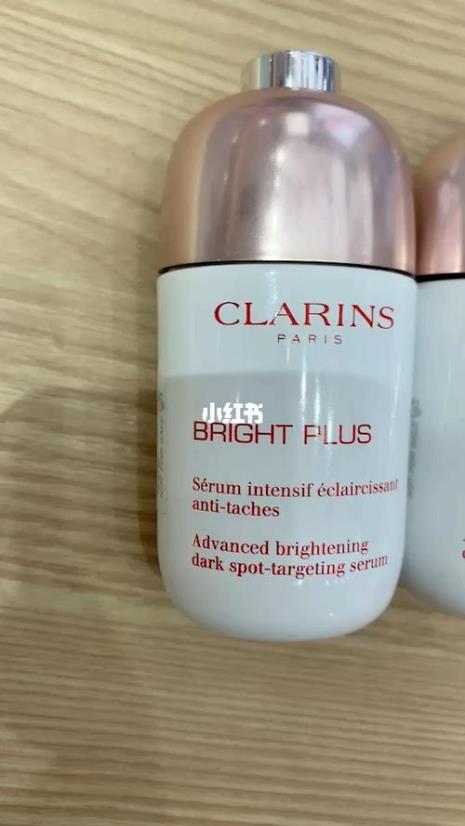 CLARINS
PARIS
小红书
BRIGHT PLUS
Sérum intensif éclaircissant
anti-taches
Advanced brightening
dark spot-targeting serum